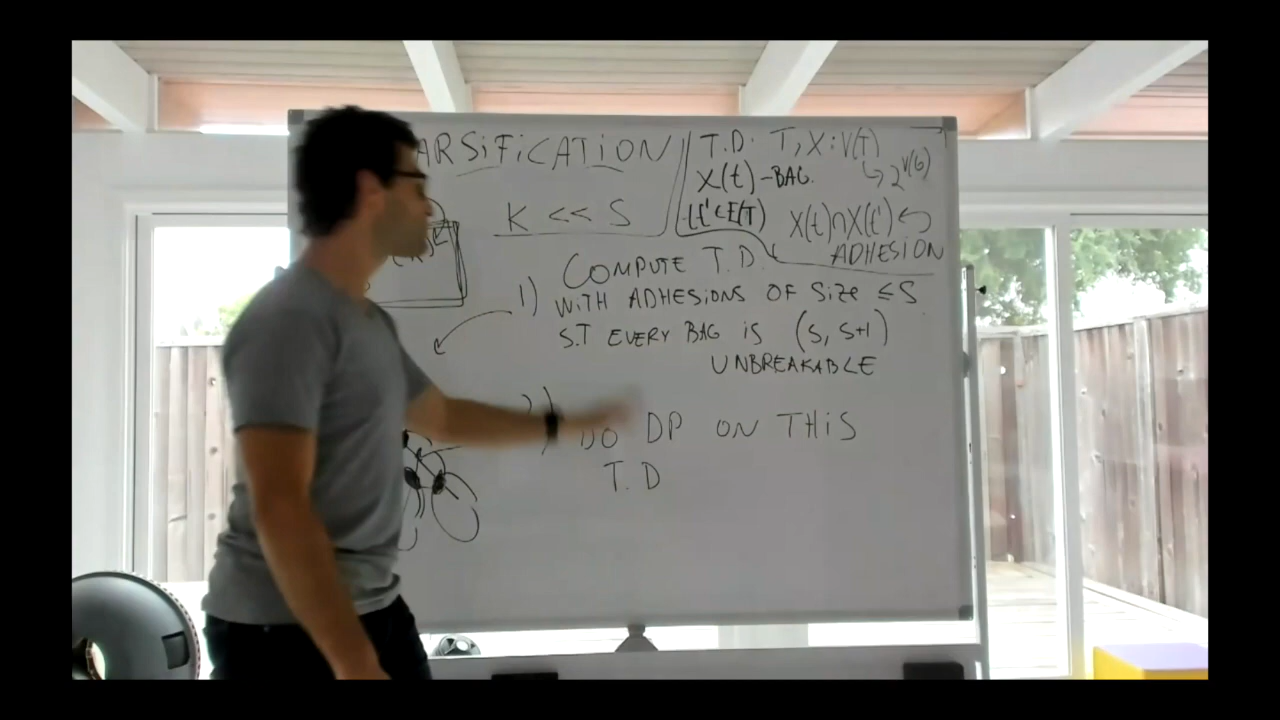 ARSiFiCATiON
K << S
T.D: T, X: V(T)
↳ 2^V(G)
X(t) - BAG.
tt' ∈ E(T) X(t) ∩ X(t')
ADHESION
1) COMPUTE T.D.
WITH ADHESIONS OF SIZE ≤ S
S.T EVERY BAG IS (S, S+1)
UNBREAKABLE
2) DO DP ON THIS
T.D